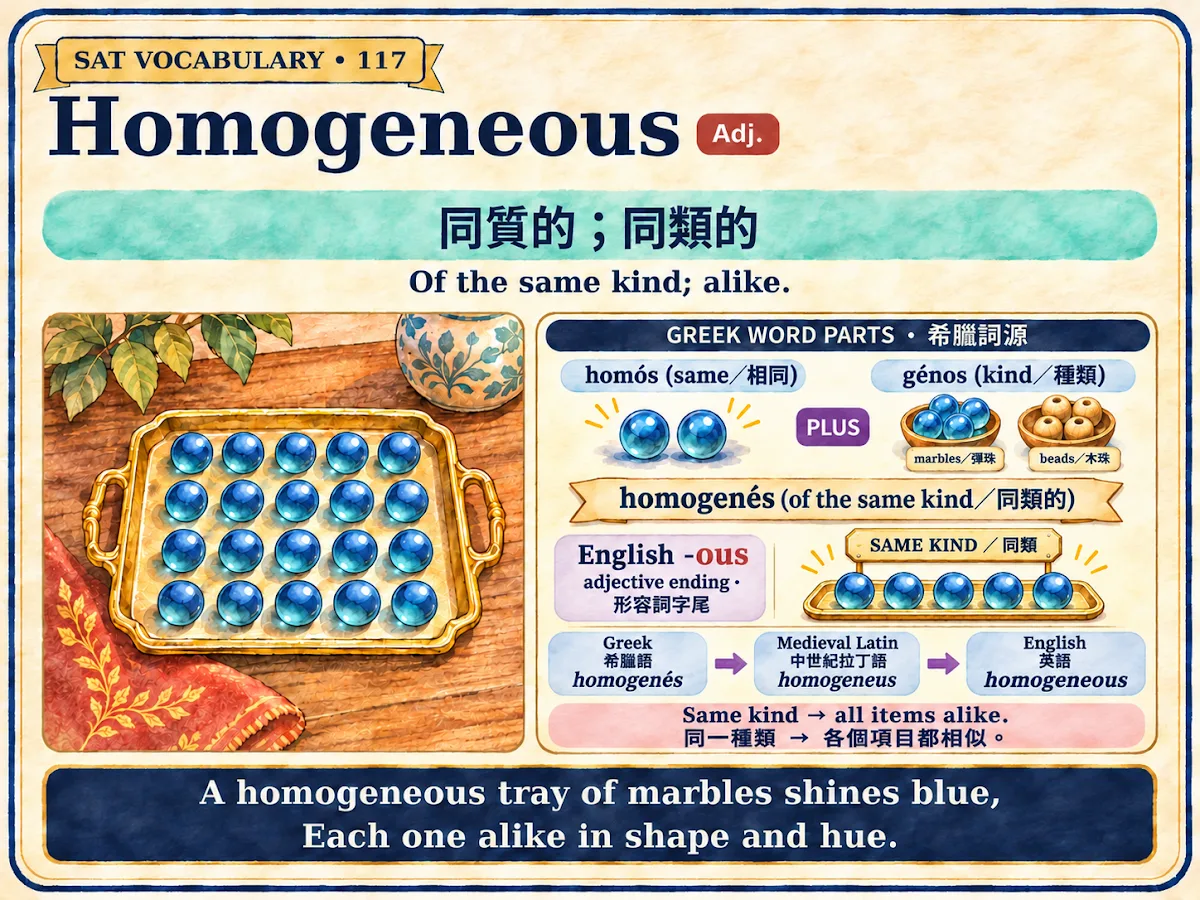 SAT VOCABULARY • 117
Homogeneous
Adj.
同質的；同類的
Of the same kind; alike.
GREEK WORD PARTS • 希臘詞源
homós (same／相同)
génos (kind／種類)
PLUS
marbles／彈珠
beads／木珠
homogenés (of the same kind／同類的)
English -ous
adjective ending •
形容詞字尾
SAME KIND ／ 同類
Greek
希臘語
homogenés
Medieval Latin
中世紀拉丁語
homogeneus
English
英語
homogeneous
Same kind → all items alike.
同一種類 → 各個項目都相似。
A homogeneous tray of marbles shines blue,
Each one alike in shape and hue.